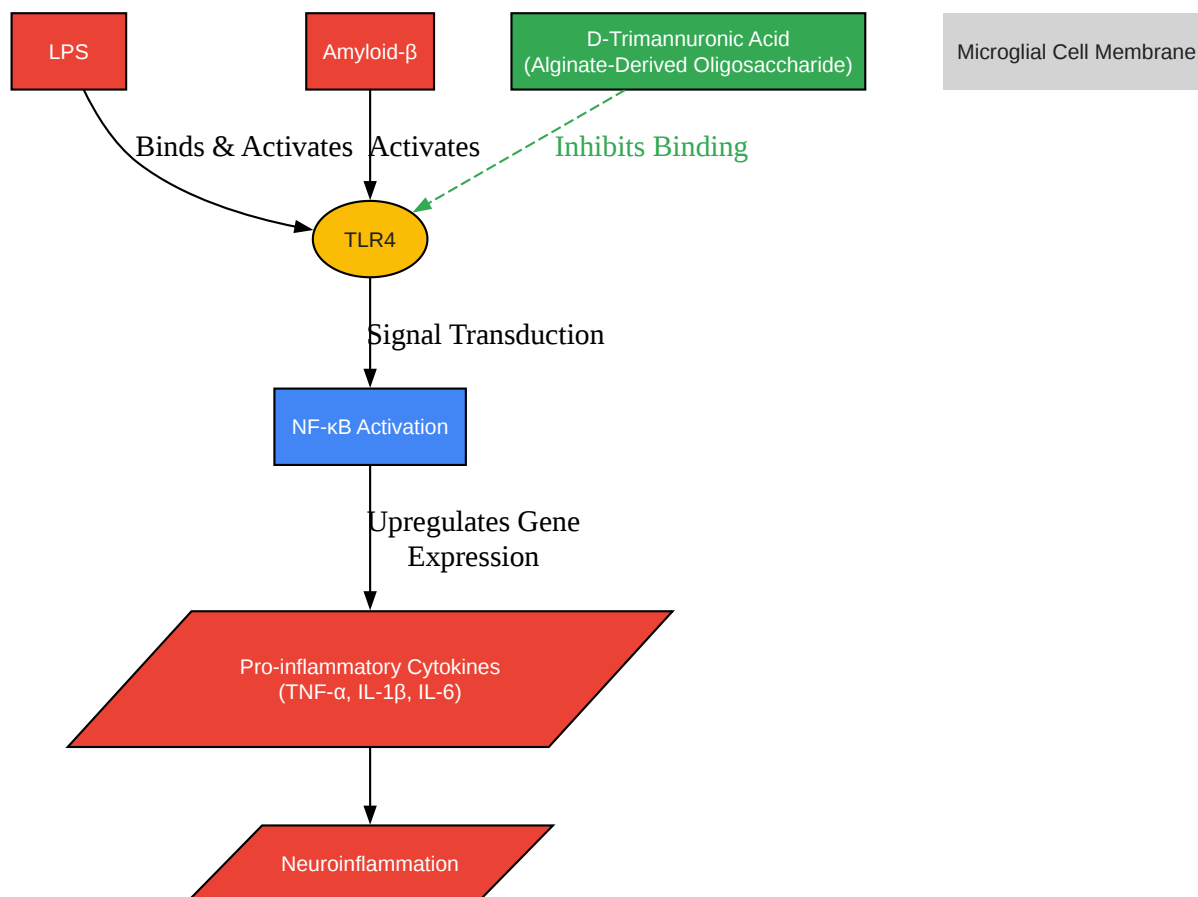 LPS
Amyloid-β
D-Trimannuronic Acid
(Alginate-Derived Oligosaccharide)
Microglial Cell Membrane
Binds & Activates
Activates
Inhibits Binding
TLR4
Signal Transduction
NF-κB Activation
Upregulates Gene
Expression
Pro-inflammatory Cytokines
(TNF-α, IL-1β, IL-6)
Neuroinflammation